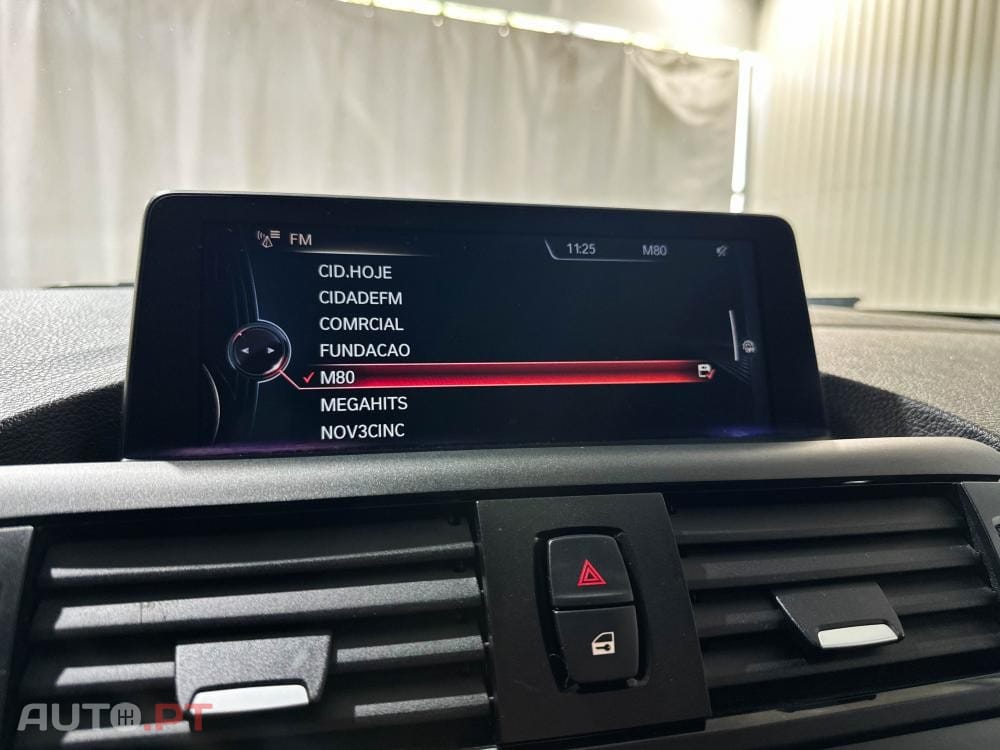 FM
11:25 M80
CID.HOJE
CIDADEFM
COMRCIAL
FUNDACAO
M80
MEGAHITS
NOV3CINC
AUTO.PT